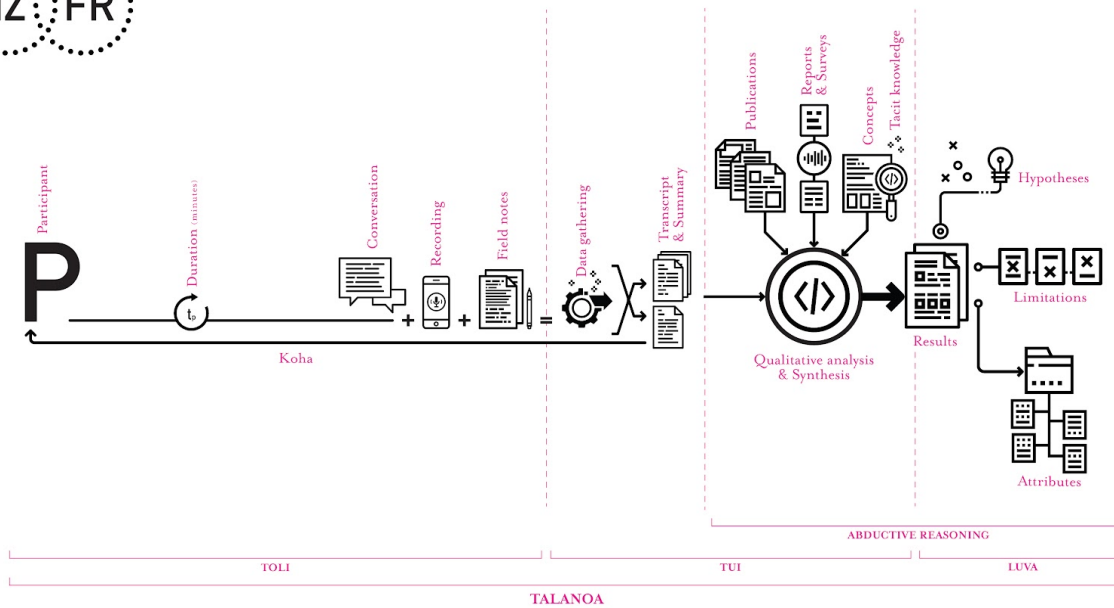 FR
Participant
Duration (minutes)
tp
Conversation
Recording
Field notes
Data gathering
Transcript
& Summary
Publications
Reports
& Surveys
Concepts
Tacit knowledge
Hypotheses
Limitations
Results
Attributes
Qualitative analysis
& Synthesis
P
+
+
=
</>
</>
Koha
ABDUCTIVE REASONING
TOLI
TUI
LUVA
TALANOA